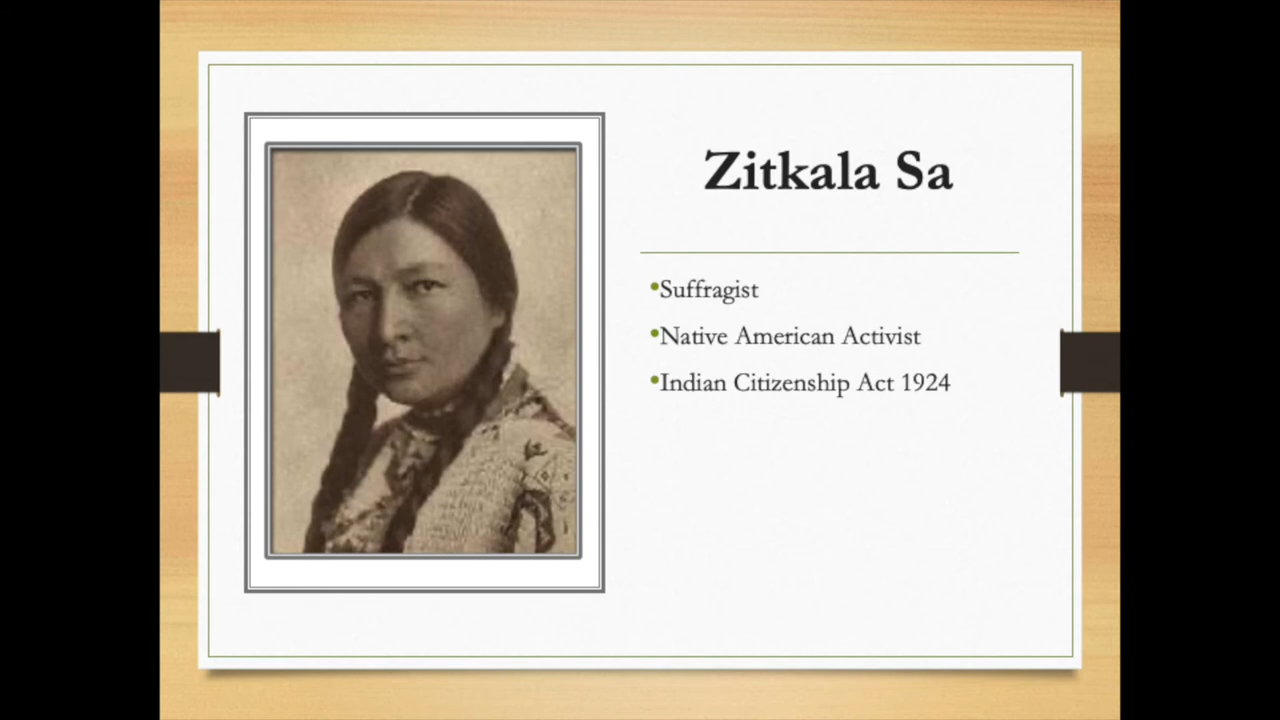 Zitkala Sa
•Suffragist
•Native American Activist
•Indian Citizenship Act 1924